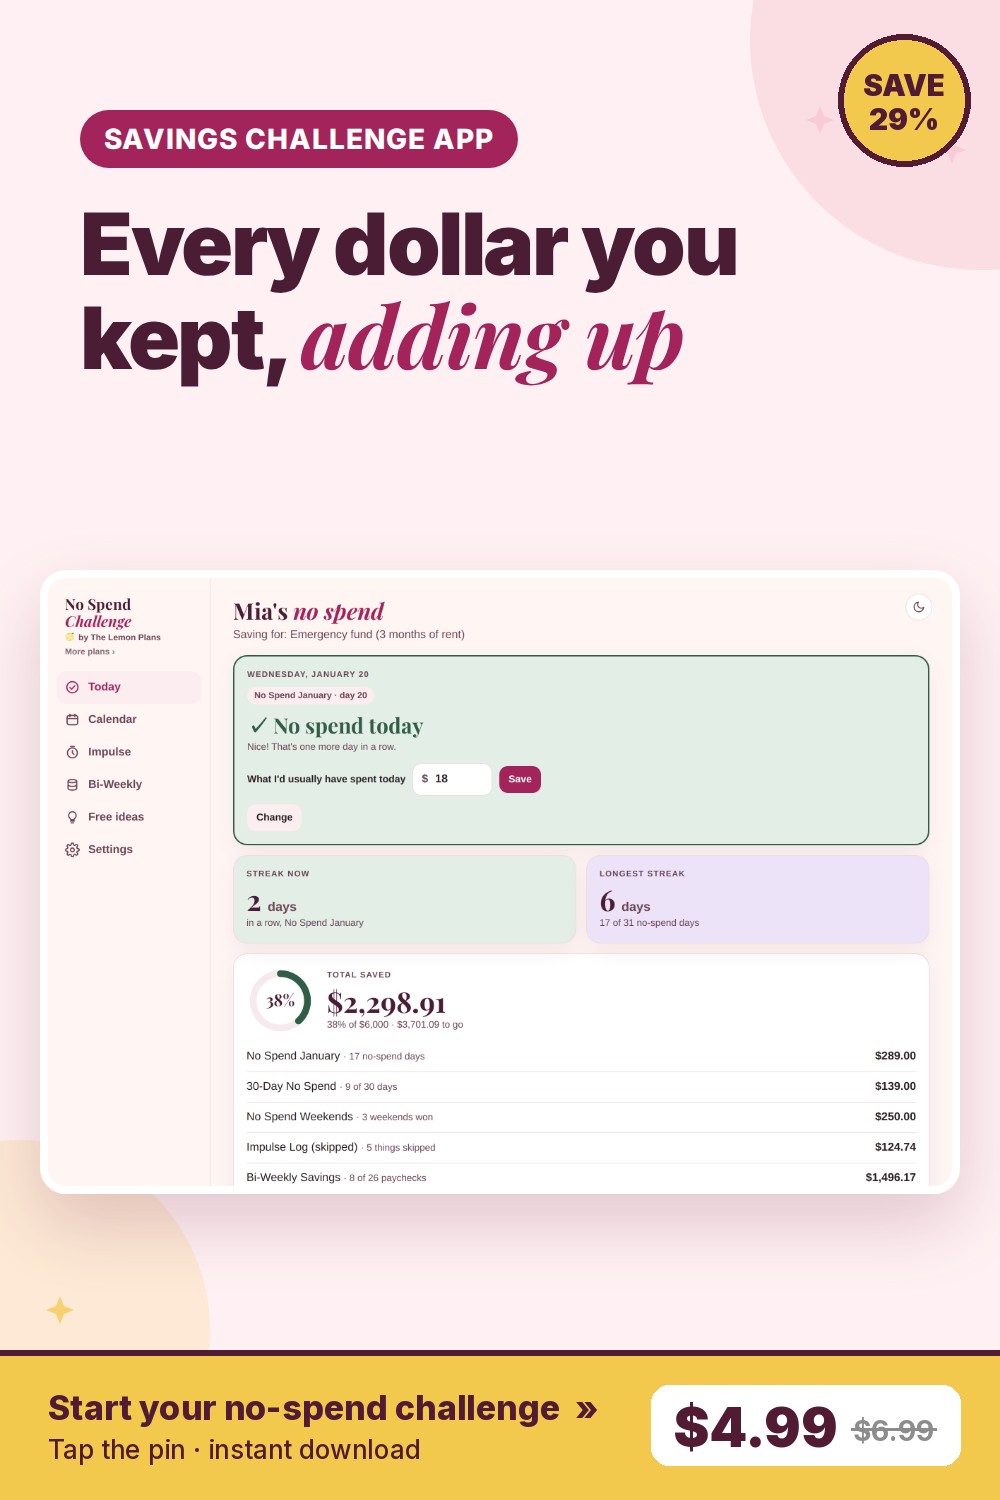 SAVE
29%
SAVINGS CHALLENGE APP
Every dollar you
kept, adding up
No Spend
Challenge
by The Lemon Plans
More plans ›
Today
Calendar
Impulse
Bi-Weekly
Free ideas
Settings
Mia's no spend
Saving for: Emergency fund (3 months of rent)
WEDNESDAY, JANUARY 20
No Spend January · day 20
✓ No spend today
Nice! That's one more day in a row.
What I'd usually have spent today $ 18 Save
Change
STREAK NOW
2 days
in a row, No Spend January
LONGEST STREAK
6 days
17 of 31 no-spend days
38%
TOTAL SAVED
$2,298.91
38% of $6,000 · $3,701.09 to go
No Spend January · 17 no-spend days $289.00
30-Day No Spend · 9 of 30 days $139.00
No Spend Weekends · 3 weekends won $250.00
Impulse Log (skipped) · 5 things skipped $124.74
Bi-Weekly Savings · 8 of 26 paychecks $1,496.17
Start your no-spend challenge »
Tap the pin · instant download
$4.99 $6.99